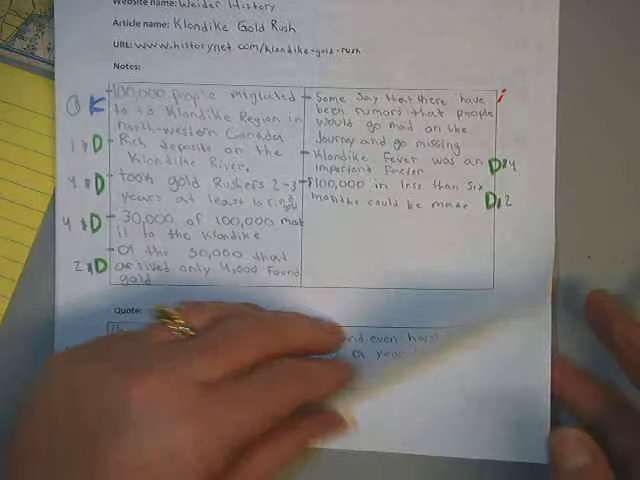 Website name: Weider History
Article name: Klondike Gold Rush
URL: www.historynet.com/klondike-gold-rush
Notes:
- 100,000 people migrated
to to Klondike Region in
north-western Canada
- Rich deposits on the
Klondike River.
- took gold Rushers 2-3
years at least to
- 30,000 of 100,000
it to the Klondike
- Of the 30,000 that
arrived only 4,000 found
gold
- Some say that there have
been rumors that people
would go mad on the
journey and go missing
- Klondike fever was an
important factor
- $100,000 in less than six
months could be made
K
1 D
4 D
4 D
2 D
i
D 4
D 2
Quote:
and even